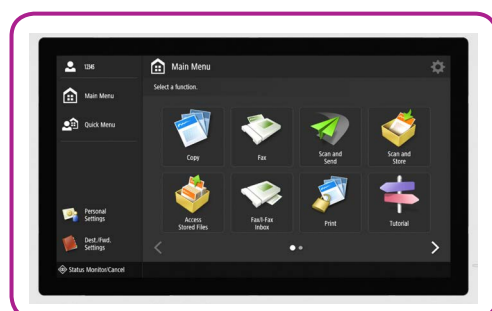 12345
Main Menu
Quick Menu
Personal
Settings
Dest./Fwd.
Settings
Status Monitor/Cancel
Main Menu
Select a function.
Copy
Fax
Scan and
Send
Scan and
Store
Access
Stored Files
Fax/I-Fax
Inbox
Print
Tutorial